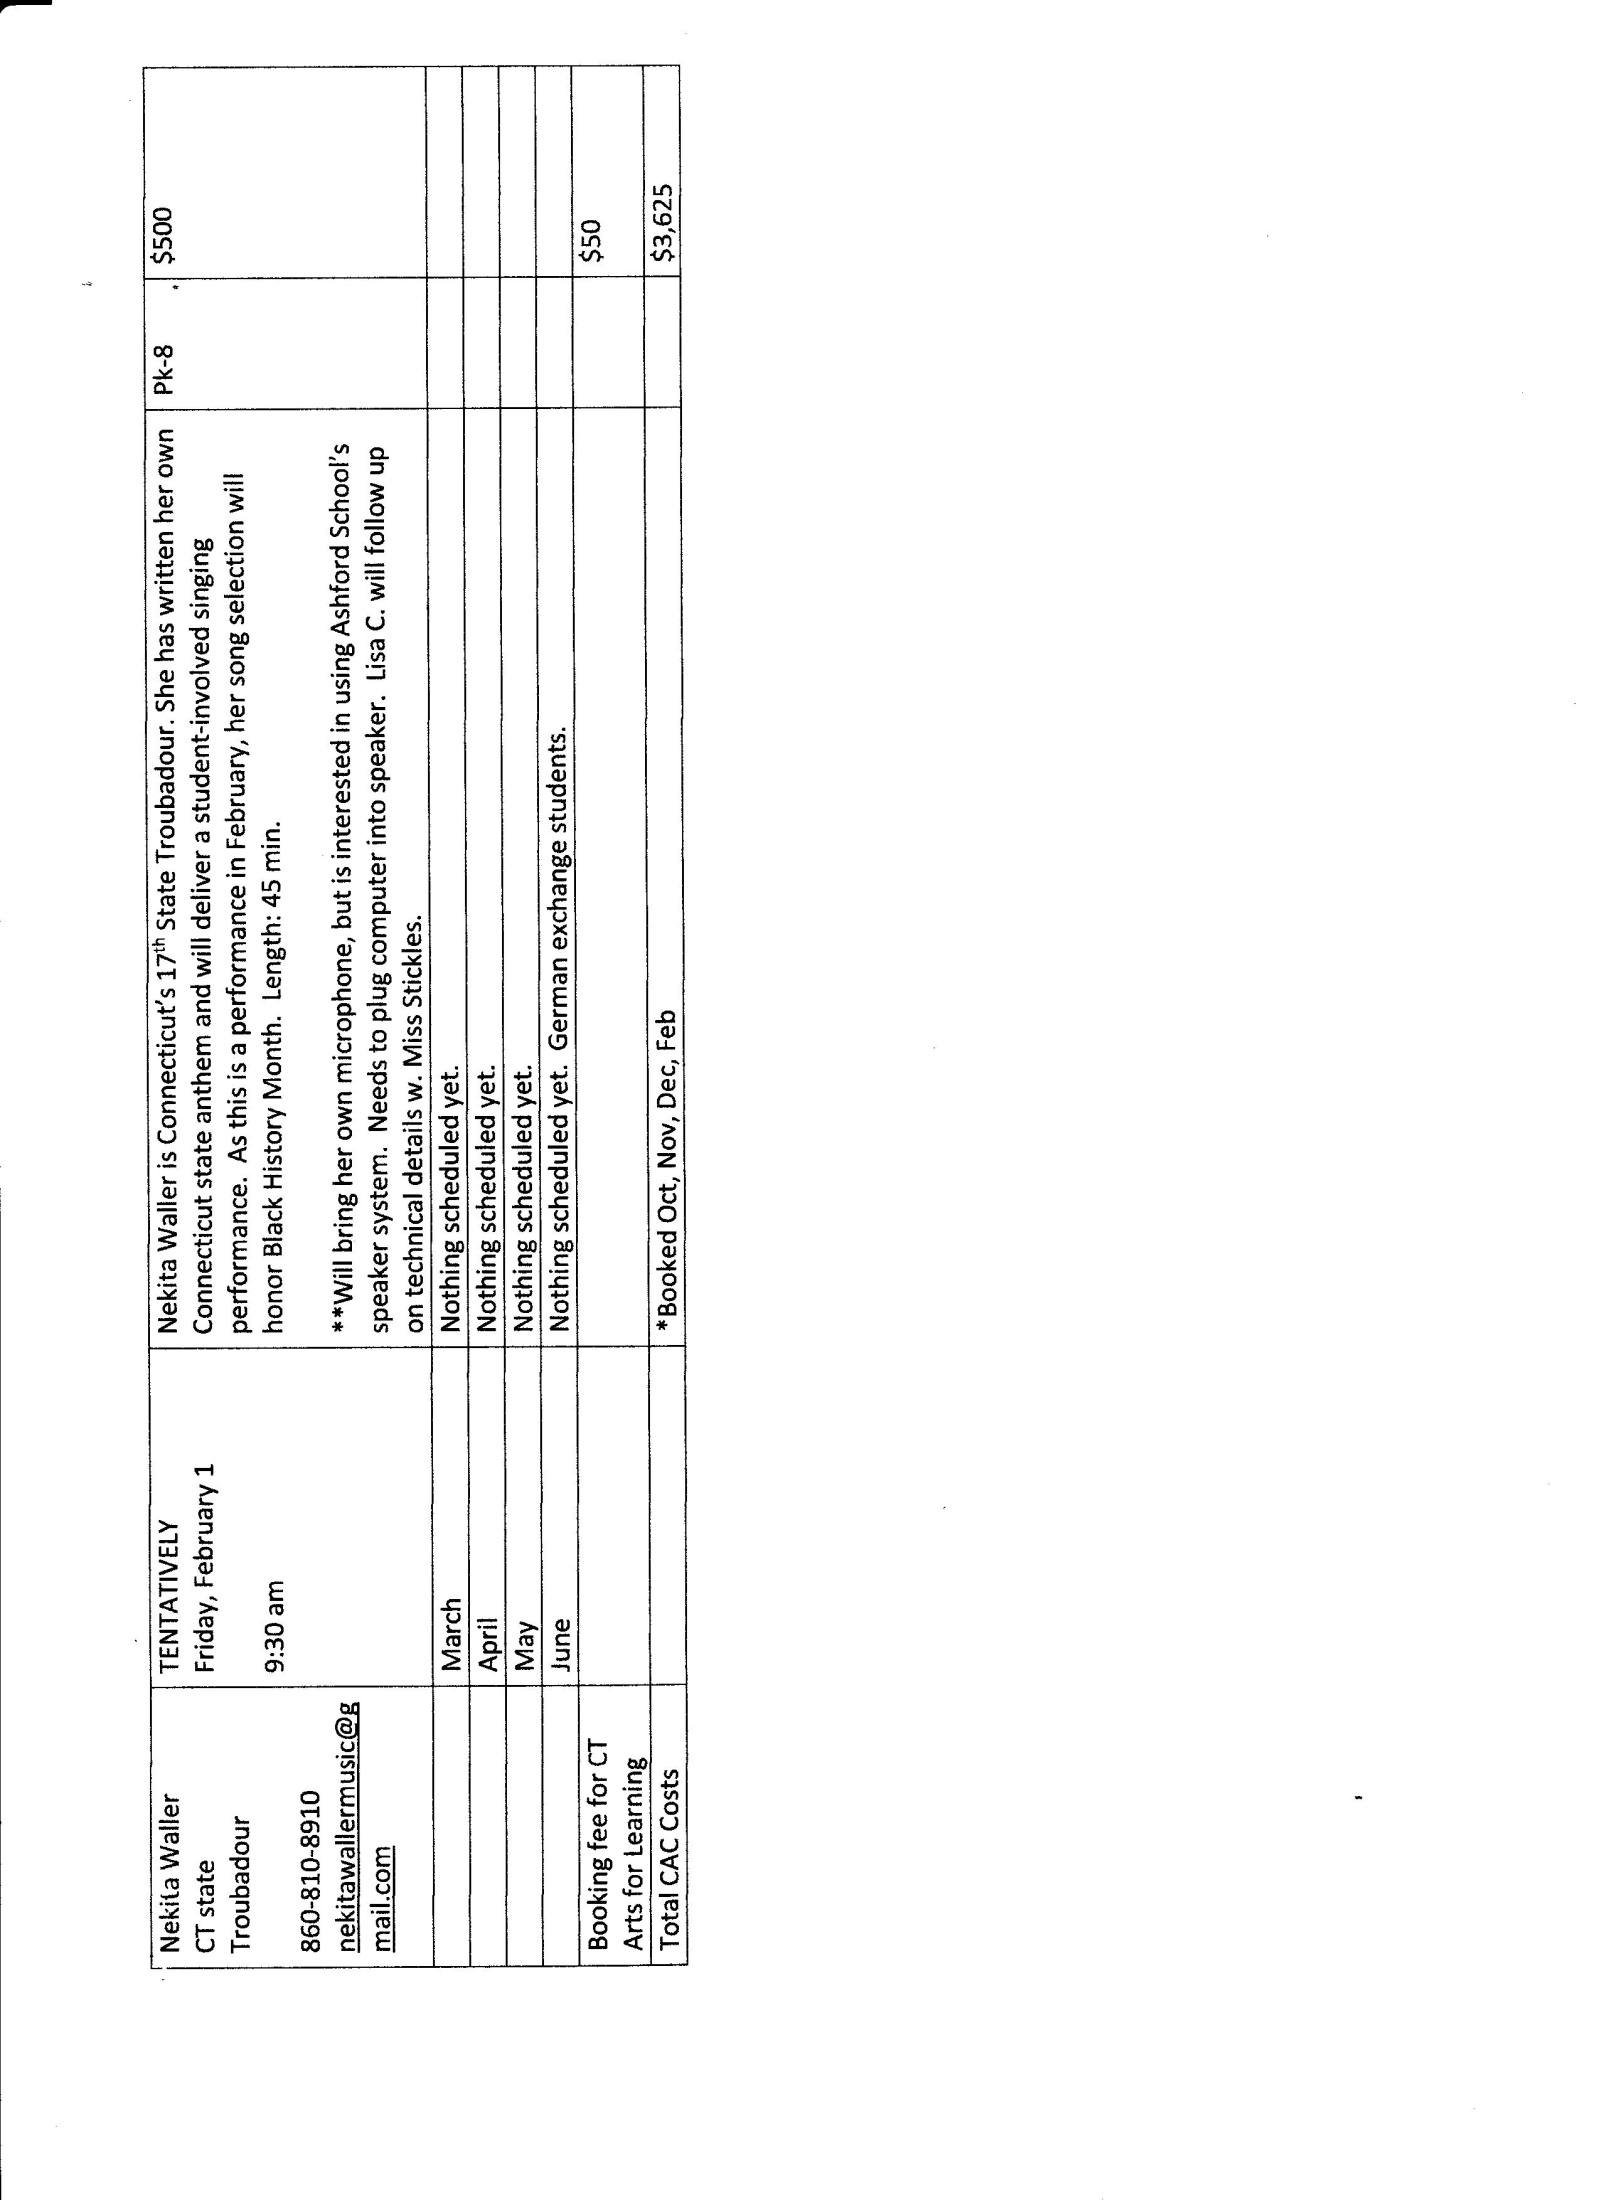 Nekita Waller
CT state
Troubadour
860-810-8910
nekitawallermusic@g
mail.com
TENTATIVELY
Friday, February 1
9:30 am
Nekita Waller is Connecticut's 17th State Troubadour. She has written her own
Connecticut state anthem and will deliver a student-involved singing
performance. As this is a performance in February, her song selection will
honor Black History Month. Length: 45 min.
**Will bring her own microphone, but is interested in using Ashford School's
speaker system. Needs to plug computer into speaker. Lisa C. will follow up
on technical details w. Miss Stickles.
Pk-8
$500
March
Nothing scheduled yet.
April
Nothing scheduled yet.
May
Nothing scheduled yet.
June
Nothing scheduled yet. German exchange students.
Booking fee for CT
Arts for Learning
$50
Total CAC Costs
*Booked Oct, Nov, Dec, Feb
$3,625